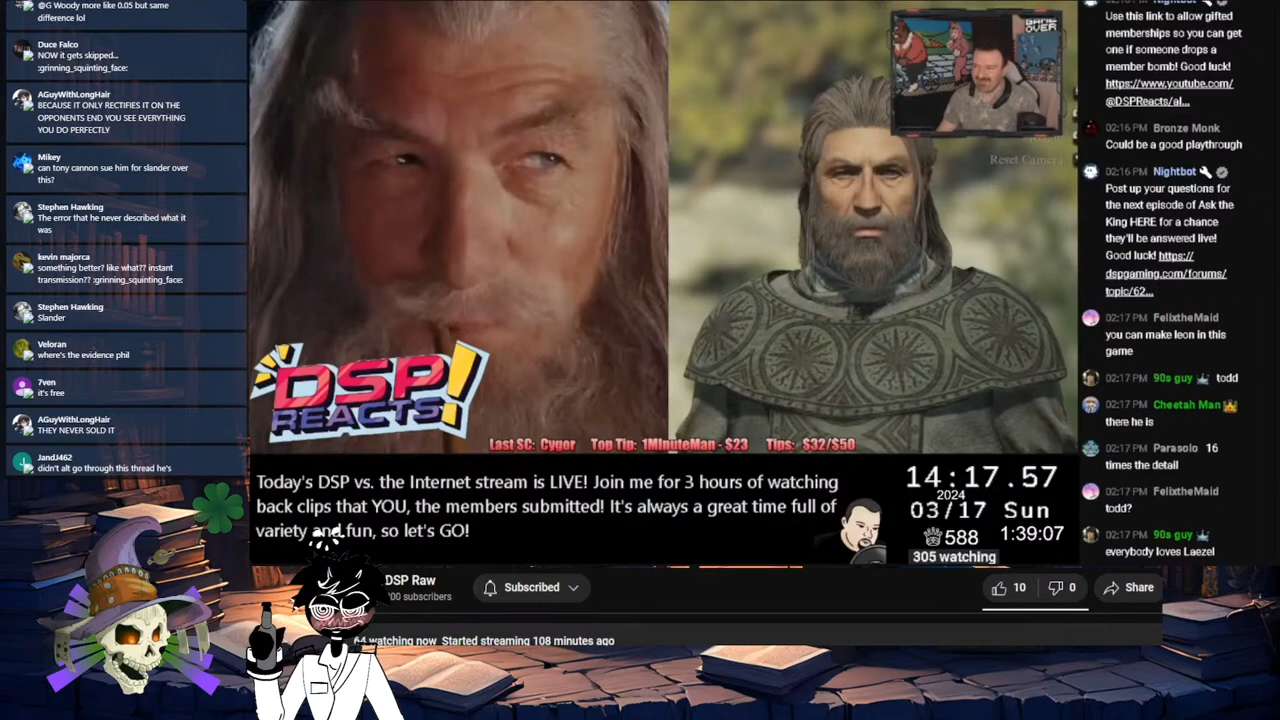 @G Woody more like 0.05 but same
difference lol
Duce Falco
NOW it gets skipped...
:grinning_squinting_face:
AGuyWithLongHair
BECAUSE IT ONLY RECTIFIES IT ON THE
OPPONENTS END YOU SEE EVERYTHING
YOU DO PERFECTLY
Mikey
can tony cannon sue him for slander over
this?
Stephen Hawking
The error that he never described what it
was
kevin majorca
something better? like what?? instant
transmission?? :grinning_squinting_face:
Stephen Hawking
Slander
Veloran
where's the evidence phil
7ven
it's free
AGuyWithLongHair
THEY NEVER SOLD IT
JandJ462
didn't alt go through this thread he's
GAME
OVER
Reset Camera
DSP
REACTS!
Last SC: Cygor Top Tip: 1MinuteMan - $23 Tips: $32/$50
Today's DSP vs. the Internet stream is LIVE! Join me for 3 hours of watching
back clips that YOU, the members submitted! It's always a great time full of
variety and fun, so let's GO!
14:17.57
2024
03/17 Sun
588
1:39:07
305 watching
DSP Raw
00 subscribers
Subscribed
10
0
Share
64 watching now Started streaming 108 minutes ago
Nightbot
Use this link to allow gifted
memberships so you can get
one if someone drops a
member bomb! Good luck!
https://www.youtube.com/
@DSPReacts/al...
02:16 PM Bronze Monk
Could be a good playthrough
02:16 PM Nightbot
Post up your questions for
the next episode of Ask the
King HERE for a chance
they'll be answered live!
Good luck! https://
dspgaming.com/forums/
topic/62...
02:17 PM FelixtheMaid
you can make leon in this
game
02:17 PM 90s guy todd
02:17 PM Cheetah Man
there he is
02:17 PM Parasolo 16
times the detail
02:17 PM FelixtheMaid
todd?
02:17 PM 90s guy
everybody loves Laezel